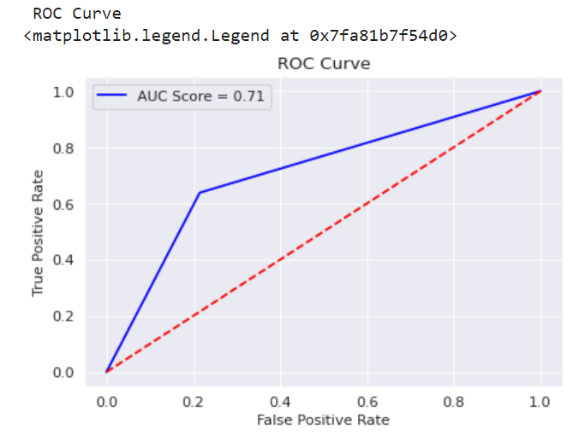 ROC Curve
<matplotlib.legend.Legend at 0x7fa81b7f54d0>
ROC Curve
AUC Score = 0.71
True Positive Rate
1.0
0.8
0.6
0.4
0.2
0.0
0.0 0.2 0.4 0.6 0.8 1.0
False Positive Rate